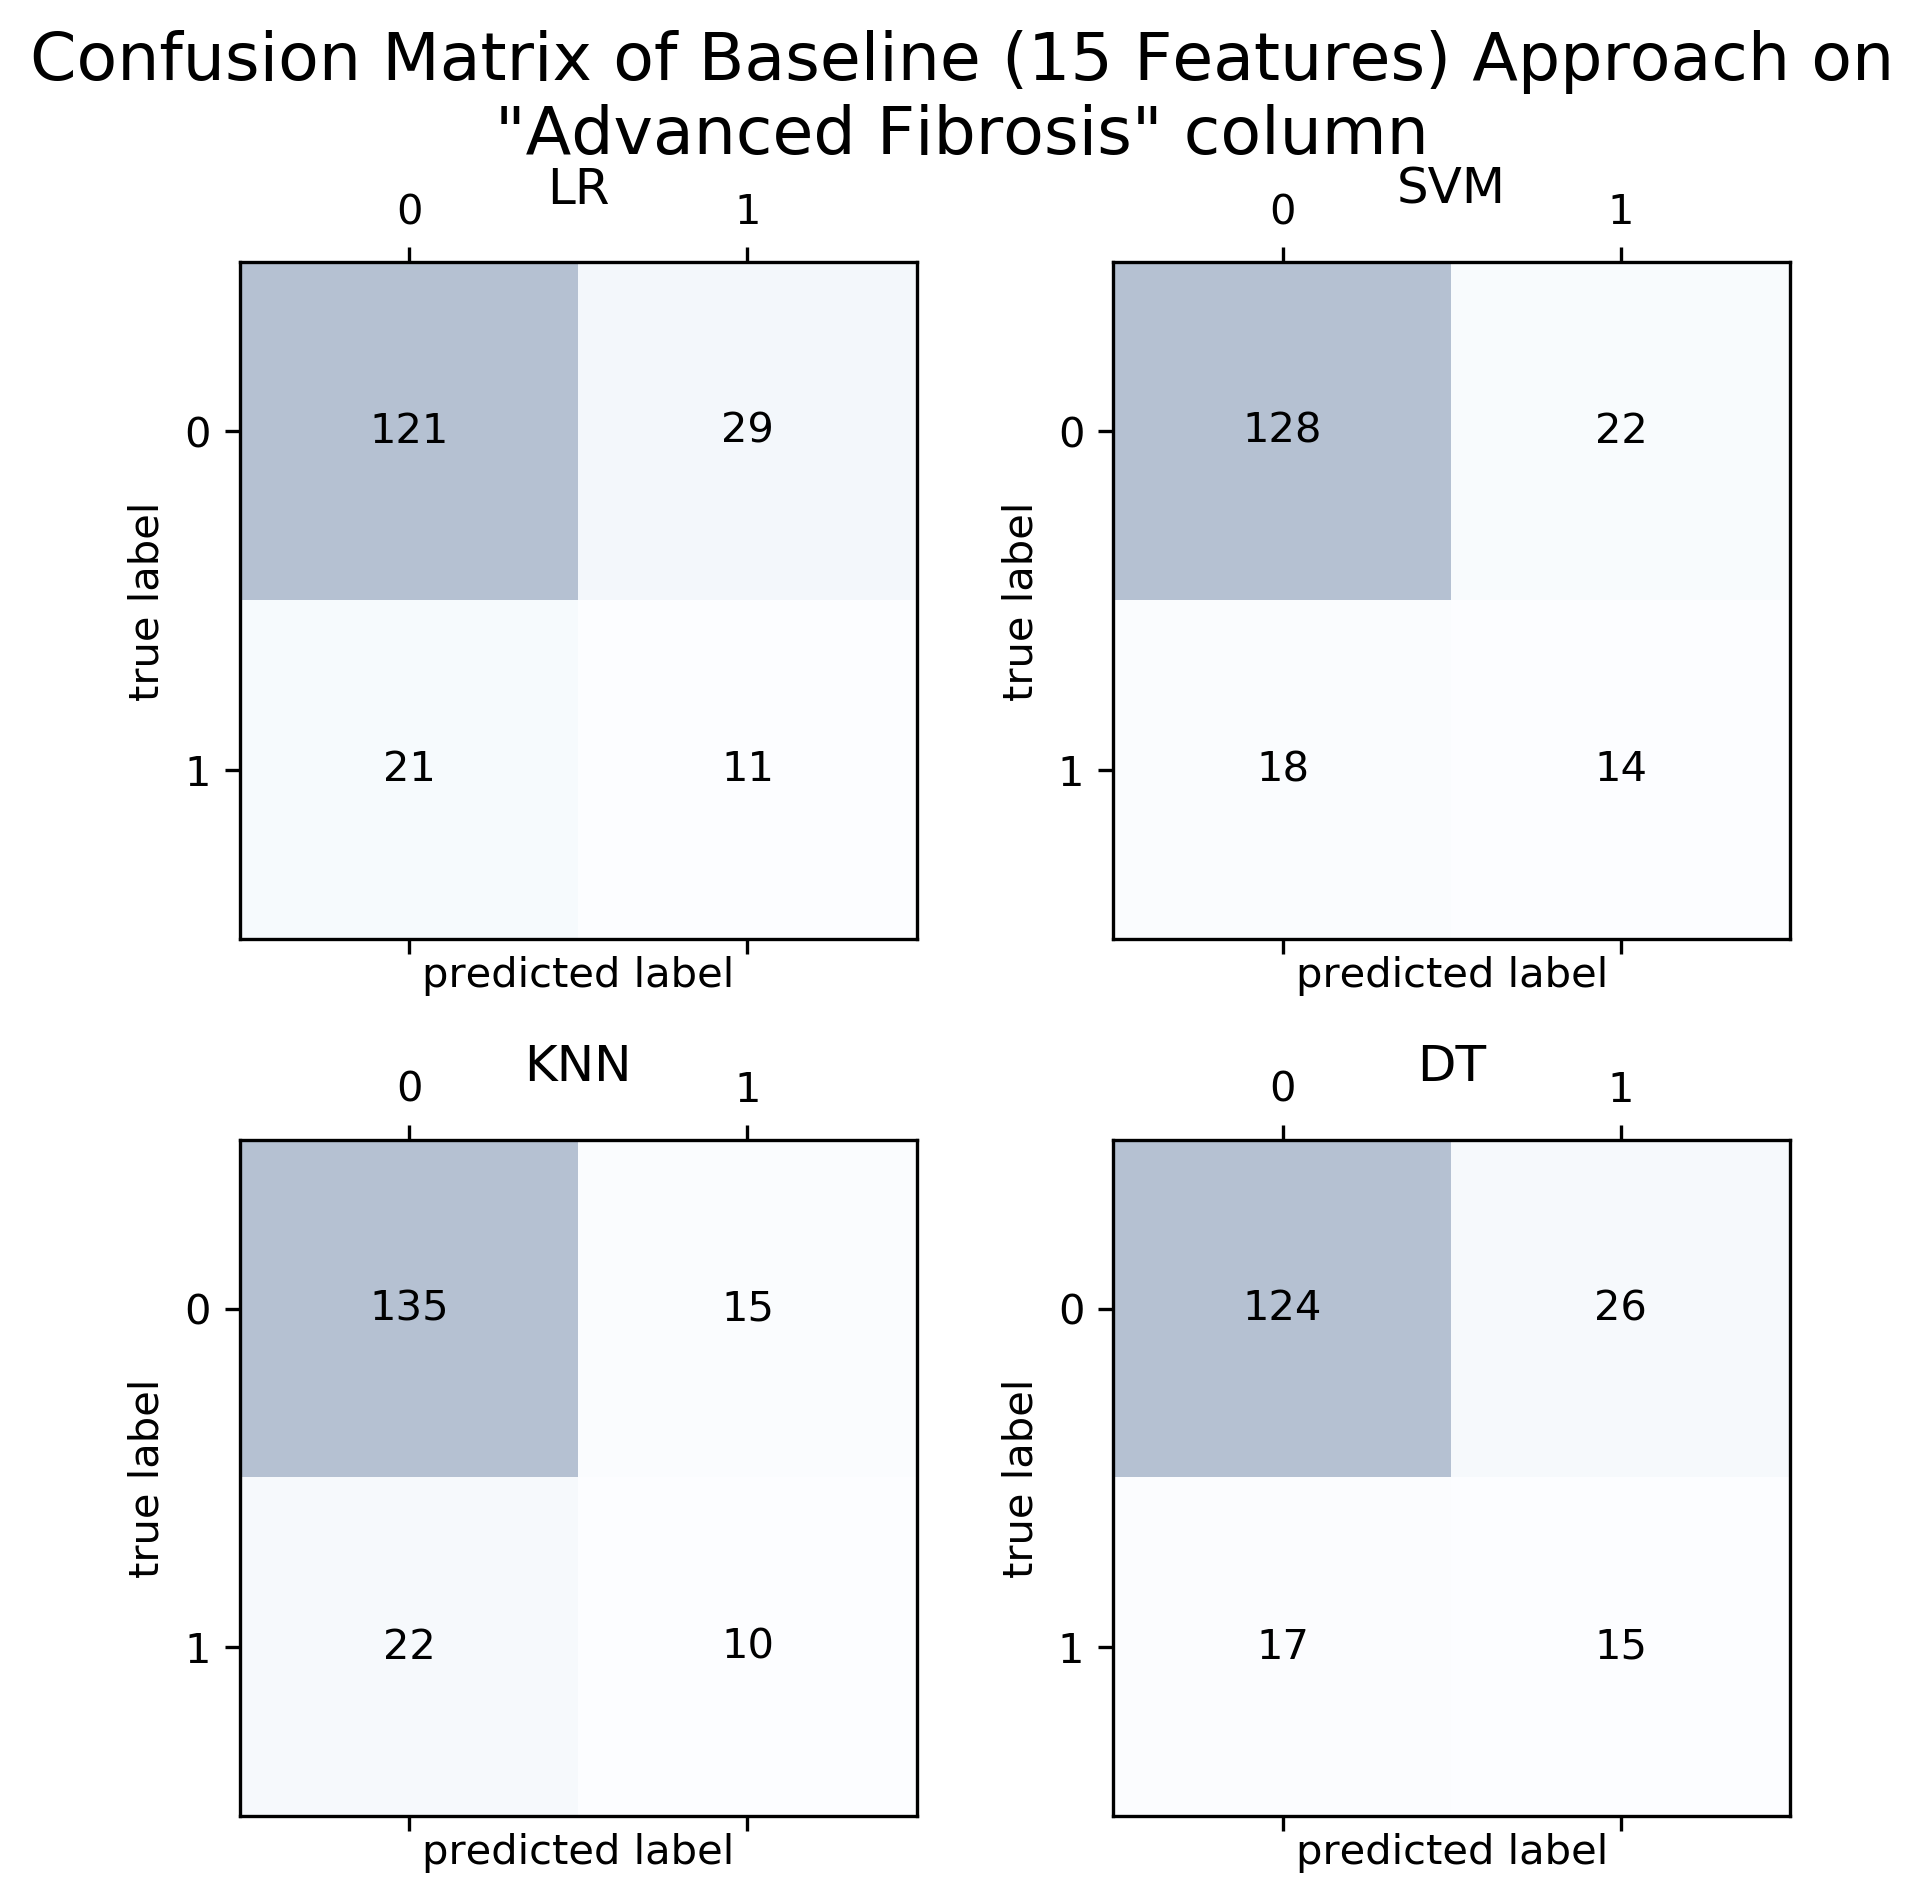 Confusion Matrix of Baseline (15 Features) Approach on
"Advanced Fibrosis" column
LR
0 1
true label
0 121 29
1 21 11
predicted label
SVM
0 1
true label
0 128 22
1 18 14
predicted label
KNN
0 1
true label
0 135 15
1 22 10
predicted label
DT
0 1
true label
0 124 26
1 17 15
predicted label